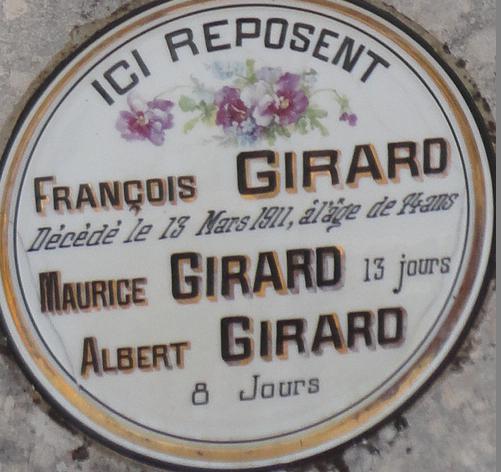 ICI REPOSENT
FRANÇOIS GIRARD
Décédé le 13 Mars 1911, à l'âge de 74 ans
MAURICE GIRARD 13 jours
ALBERT GIRARD
8 Jours